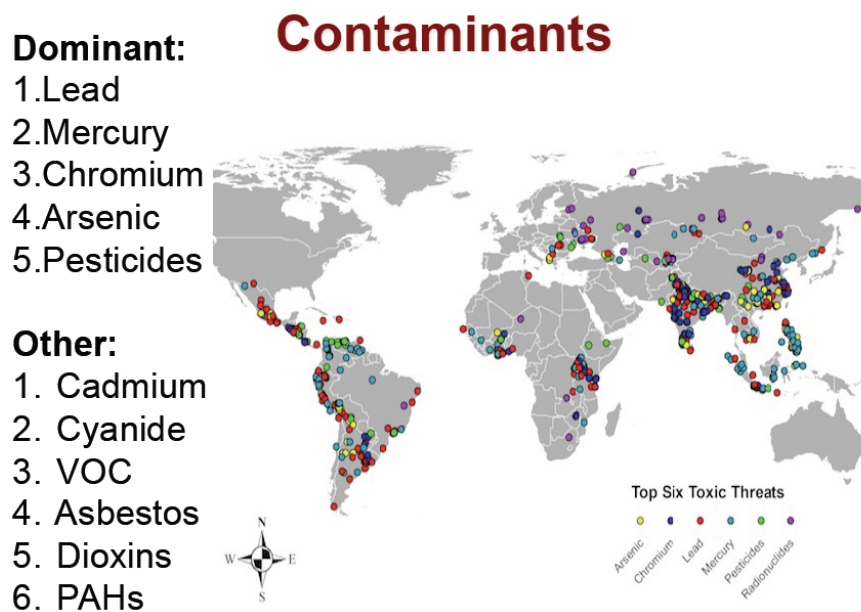 Contaminants
Dominant:
1.Lead
2.Mercury
3.Chromium
4.Arsenic
5.Pesticides
Other:
1. Cadmium
2. Cyanide
3. VOC
4. Asbestos
5. Dioxins
6. PAHs
N
W E
S
Top Six Toxic Threats
Arsenic
Chromium
Lead
Mercury
Pesticides
Radionuclides